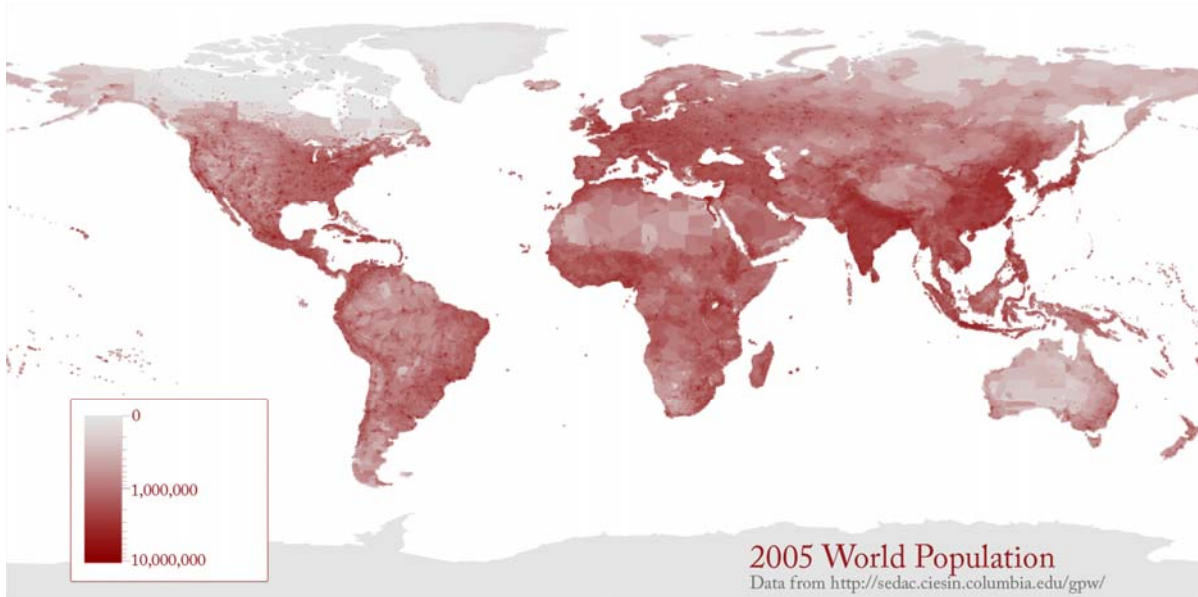 0
1,000,000
10,000,000
2005 World Population
Data from http://sedac.ciesin.columbia.edu/gpw/